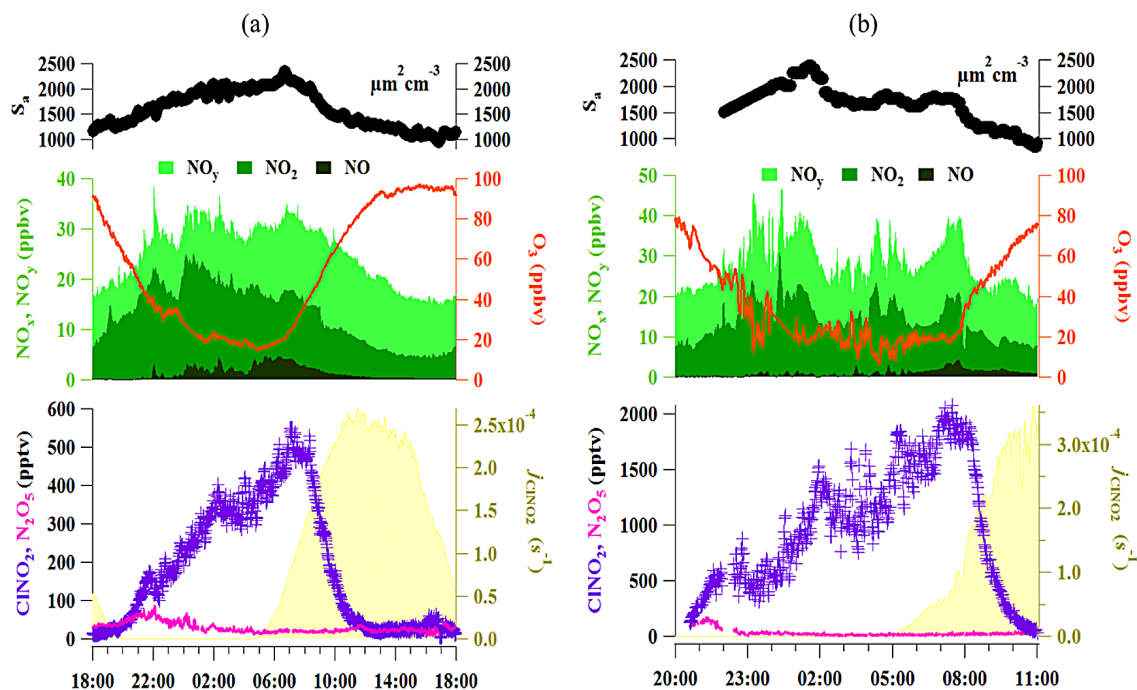 (a)
2500
2000
1500
1000
Sₐ
µm² cm⁻³
2500
2000
1500
1000
NOy NO₂ NO
40
30
20
10
0
NOₓ, NOy (ppbv)
100
80
60
40
20
0
O₃ (ppbv)
600
500
400
300
200
100
0
ClNO₂, N₂O₅ (pptv)
2.5x10⁻⁴
2.0
1.5
1.0
0.5
0.0
jClNO2 (s⁻¹)
18:00 22:00 02:00 06:00 10:00 14:00 18:00
(b)
2500
2000
1500
1000
Sₐ
µm² cm⁻³
2500
2000
1500
1000
NOy NO₂ NO
50
40
30
20
10
0
NOₓ, NOy (ppbv)
100
80
60
40
20
0
O₃ (ppbv)
2000
1500
1000
500
0
ClNO₂, N₂O₅ (pptv)
3.0x10⁻⁴
2.0
1.0
0.0
jClNO2 (s⁻¹)
20:00 23:00 02:00 05:00 08:00 11:00